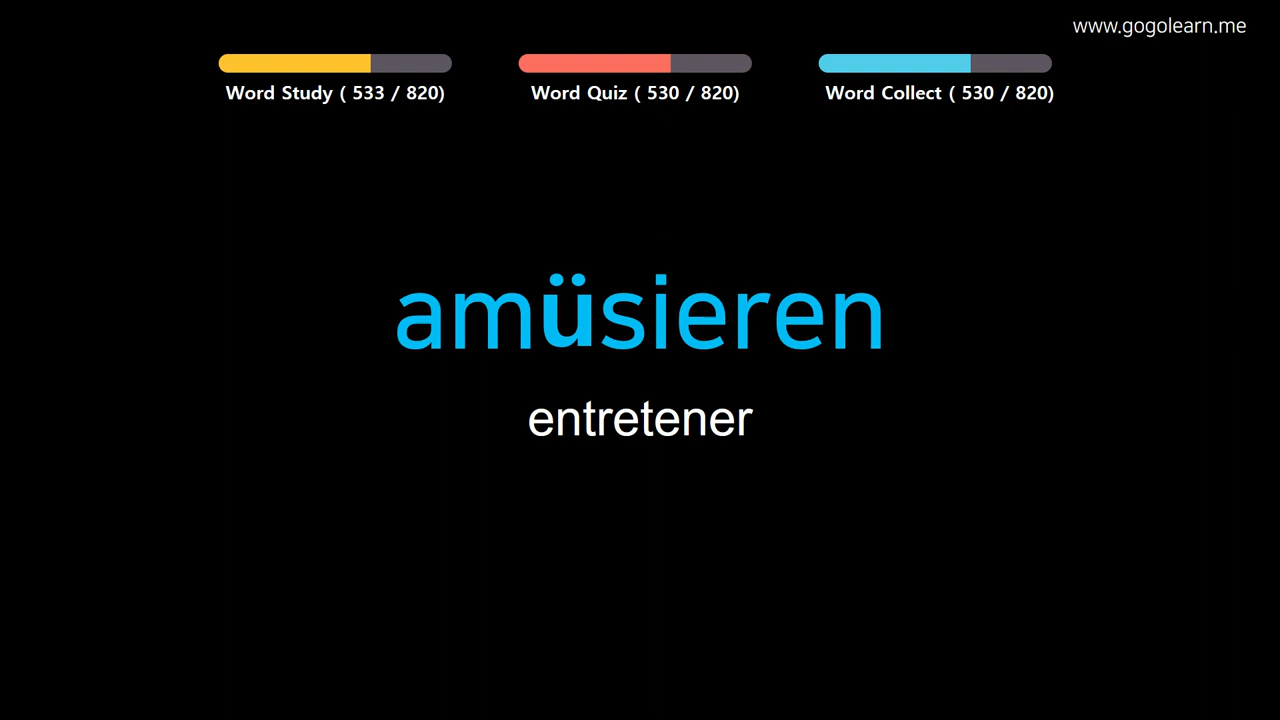 www.gogolearn.me
Word Study ( 533 / 820)
Word Quiz ( 530 / 820)
Word Collect ( 530 / 820)
amüsieren
entretener